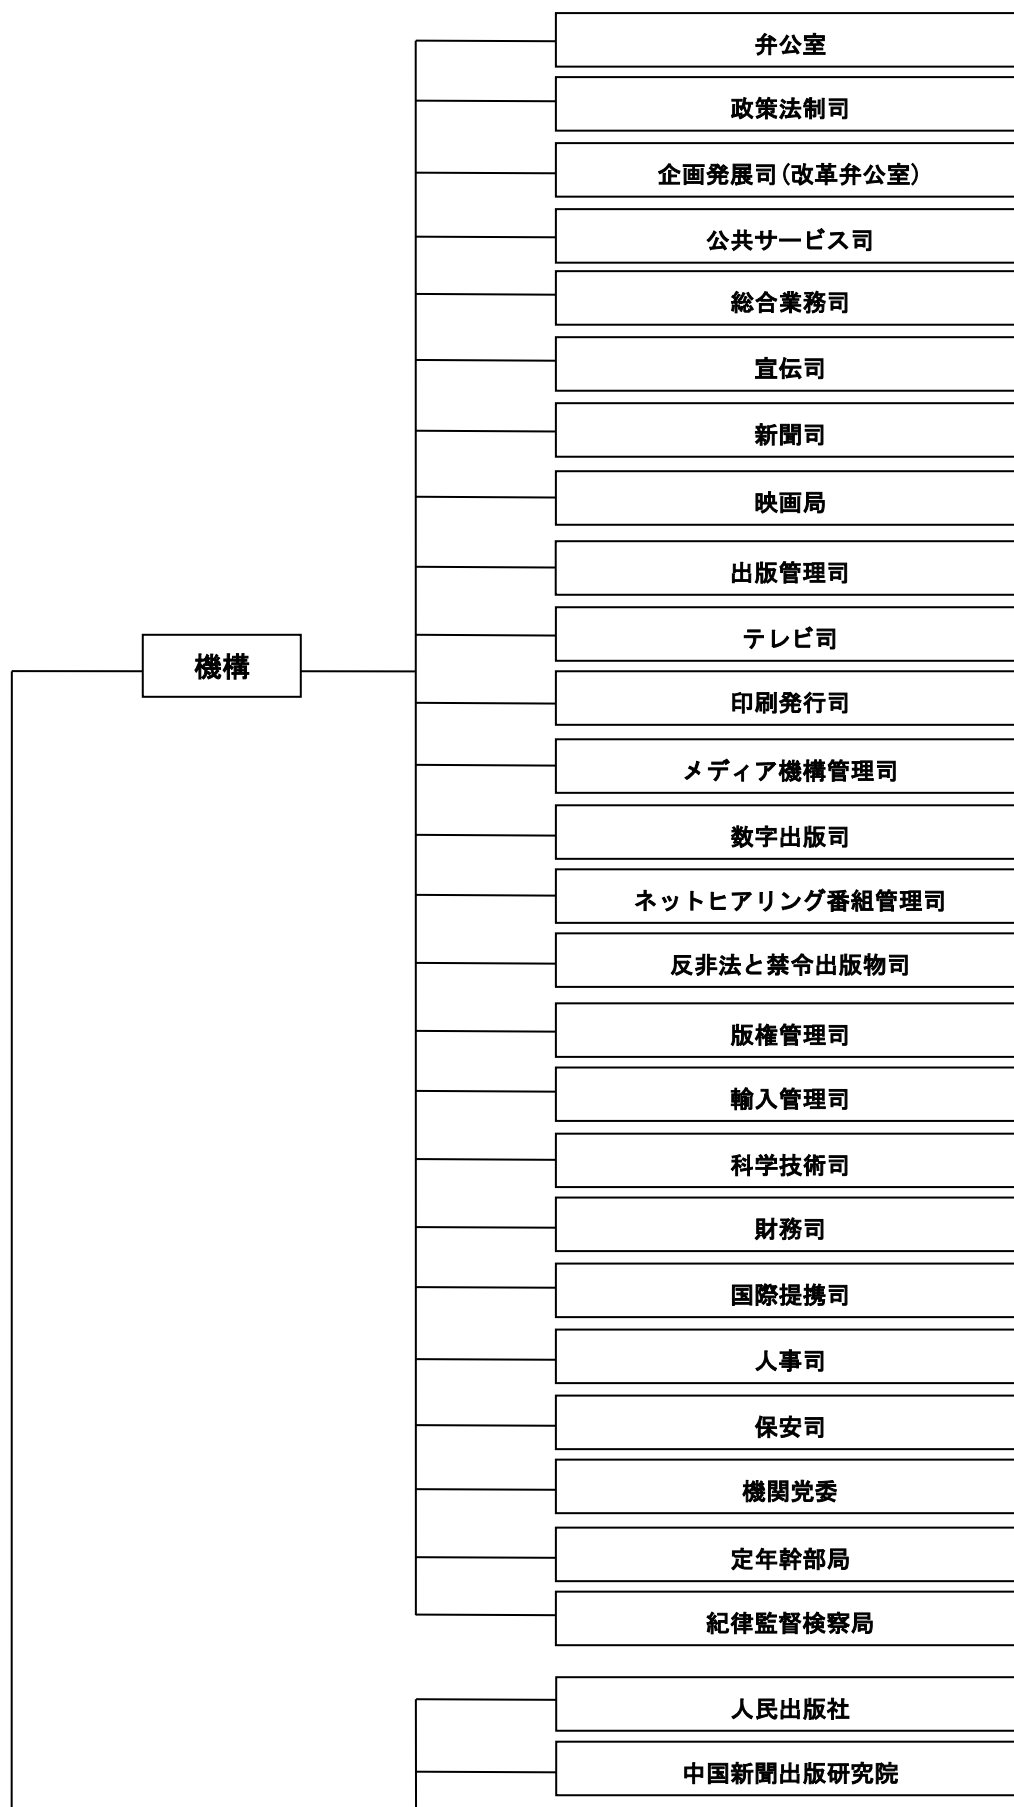 弁公室
政策法制司
企画発展司(改革弁公室)
公共サービス司
総合業務司
宣伝司
新聞司
映画局
出版管理司
テレビ司
機構
印刷発行司
メディア機構管理司
数字出版司
ネットヒアリング番組管理司
反非法と禁令出版物司
版権管理司
輸入管理司
科学技術司
財務司
国際提携司
人事司
保安司
機関党委
定年幹部局
紀律監督検察局
人民出版社
中国新聞出版研究院